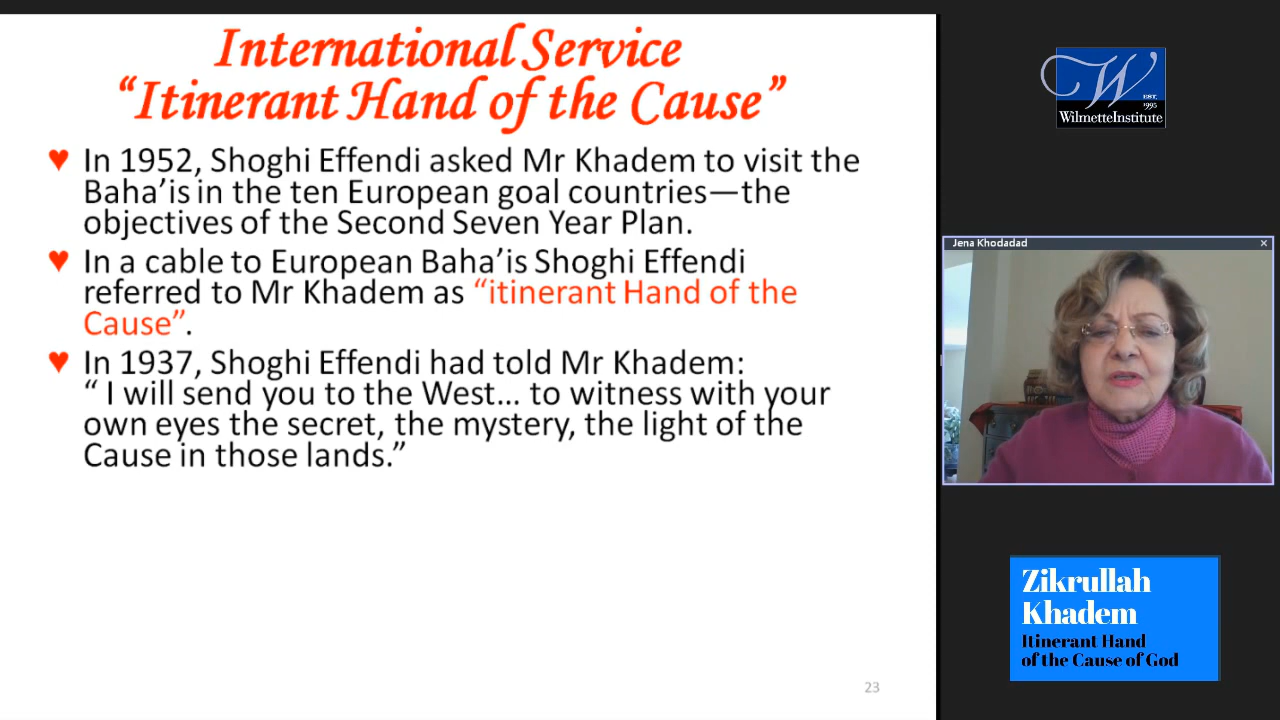 International Service
“Itinerant Hand of the Cause”
♥ In 1952, Shoghi Effendi asked Mr Khadem to visit the
Baha’is in the ten European goal countries—the
objectives of the Second Seven Year Plan.
♥ In a cable to European Baha’is Shoghi Effendi
referred to Mr Khadem as “itinerant Hand of the
Cause”.
♥ In 1937, Shoghi Effendi had told Mr Khadem:
“ I will send you to the West... to witness with your
own eyes the secret, the mystery, the light of the
Cause in those lands.”
23
W
EST.
1995
WilmetteInstitute
Jena Khodadad
Zikrullah
Khadem
Itinerant Hand
of the Cause of God